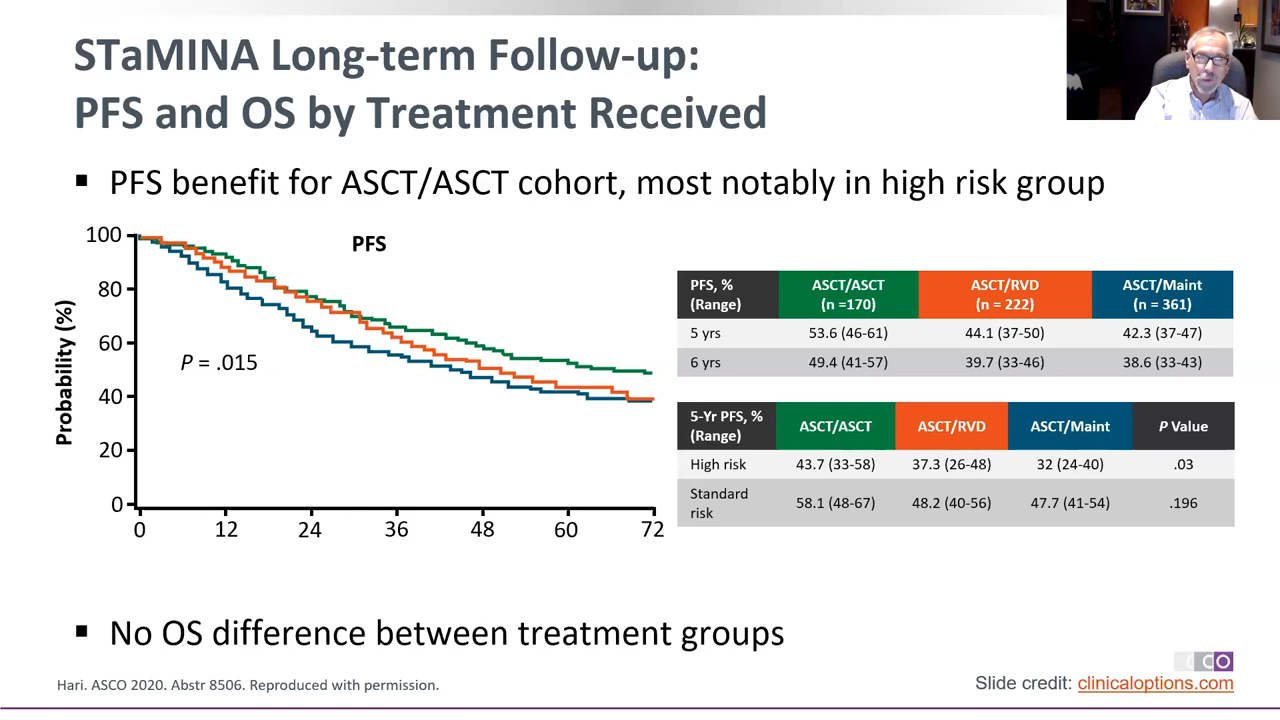 STaMINA Long-term Follow-up:
PFS and OS by Treatment Received
▪ PFS benefit for ASCT/ASCT cohort, most notably in high risk group
PFS
Probability (%)
100
80
60
40
20
0
P = .015
0 12 24 36 48 60 72
PFS, % (Range) ASCT/ASCT (n =170) ASCT/RVD (n = 222) ASCT/Maint (n = 361)
5 yrs 53.6 (46-61) 44.1 (37-50) 42.3 (37-47)
6 yrs 49.4 (41-57) 39.7 (33-46) 38.6 (33-43)
5-Yr PFS, % (Range) ASCT/ASCT ASCT/RVD ASCT/Maint P Value
High risk 43.7 (33-58) 37.3 (26-48) 32 (24-40) .03
Standard risk 58.1 (48-67) 48.2 (40-56) 47.7 (41-54) .196
▪ No OS difference between treatment groups
CCO
Hari. ASCO 2020. Abstr 8506. Reproduced with permission.
Slide credit: clinicaloptions.com